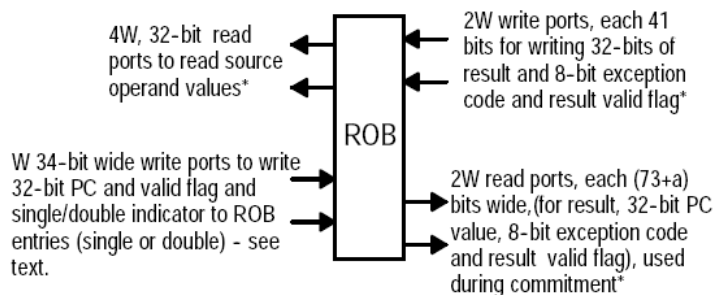 4W, 32-bit read
ports to read source
operand values*
2W write ports, each 41
bits for writing 32-bits of
result and 8-bit exception
code and result valid flag*
ROB
W 34-bit wide write ports to write
32-bit PC and valid flag and
single/double indicator to ROB
entries (single or double) - see
text.
2W read ports, each (73+a)
bits wide,(for result, 32-bit PC
value, 8-bit exception code
and result valid flag), used
during commitment*